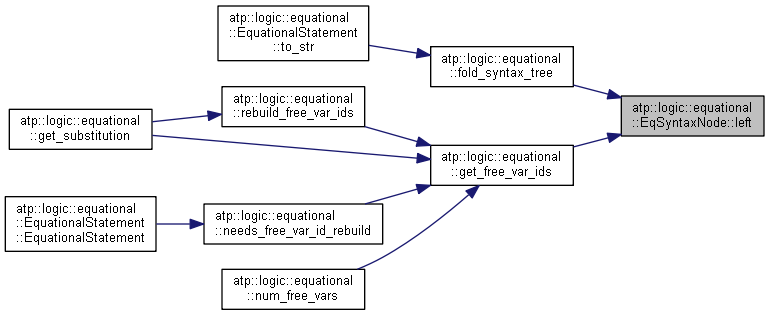 atp::logic::equational
::EquationalStatement
::to_str
atp::logic::equational
::fold_syntax_tree
atp::logic::equational
::EqSyntaxNode::left
atp::logic::equational
::rebuild_free_var_ids
atp::logic::equational
::get_substitution
atp::logic::equational
::get_free_var_ids
atp::logic::equational
::EquationalStatement
::EquationalStatement
atp::logic::equational
::needs_free_var_id_rebuild
atp::logic::equational
::num_free_vars